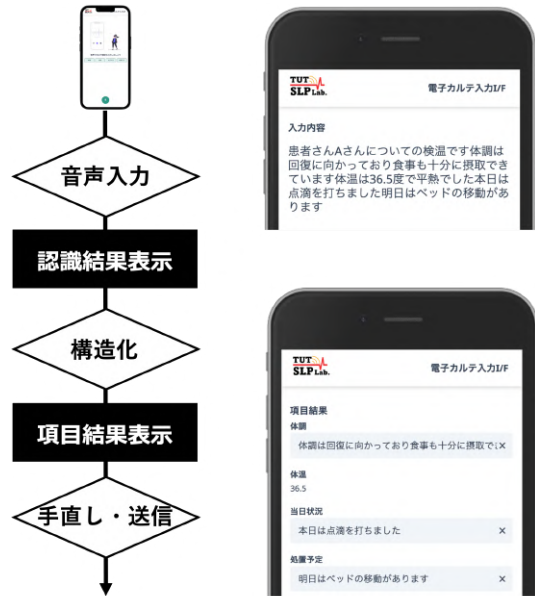 音声入力
認識結果表示
構造化
項目結果表示
手直し・送信
TUT
SLP Lab.
電子カルテ入力I/F
入力内容
患者さんAさんについての検温です体調は
回復に向かっており食事も十分に摂取でき
ています体温は36.5度で平熱でした本日は
点滴を打ちました明日はベッドの移動があ
ります
TUT
SLP Lab.
電子カルテ入力I/F
項目結果
体調
体調は回復に向かっており食事も十分に摂取でき ×
体温
36.5
当日状況
本日は点滴を打ちました ×
処置予定
明日はベッドの移動があります ×